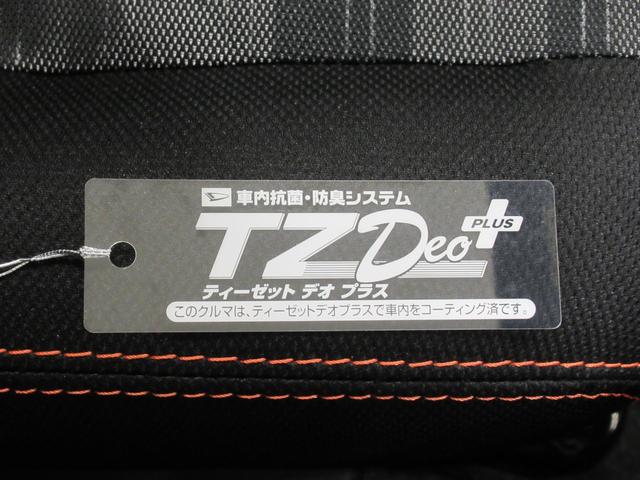 車内抗菌・防臭システム
TZ Deo PLUS
ティーゼット デオ プラス
このクルマは、ティーゼットデオプラスで車内をコーティング済です。